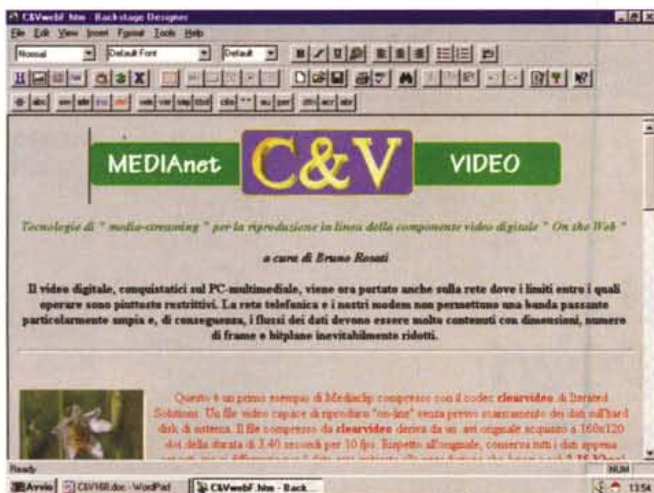 C&VwebF.htm - Backstage Designer
File Edit View Insert Format Tools Help
Normal Default Font Default
MEDIAnet C&V VIDEO
Tecnologie di " media-streaming " per la riproduzione in linea della componente video digitale " On the Web "
a cura di Bruno Rosati
Il video digitale, conquistatici sul PC-multimediale, viene ora portato anche sulla rete dove i limiti entro i quali
operare sono piuttosto restrittivi. La rete telefonica e i nostri modem non permettono una banda passante
particolarmente ampia e, di conseguenza, i flussi dei dati devono essere molto contenuti con dimensioni, numero
di frame e bitplane inevitabilmente ridotti.
Questo è un primo esempio di Mediaclip compresso con il codec clearvideo di Iterated
Solutions. Un file video capace di riprodursi "on-line" senza previo scaricamento dei dati sull'hard
disk di sistema. Il file compresso da clearvideo deriva da un .avi originale acquisito a 160x120
dot della durata di 3.40 secondi per 10 fps. Rispetto all'originale, conserva tutti i dati appena
Ready NUM
Avvio C&V168.doc - WordPad C&VwebF.htm - Back... 13.54